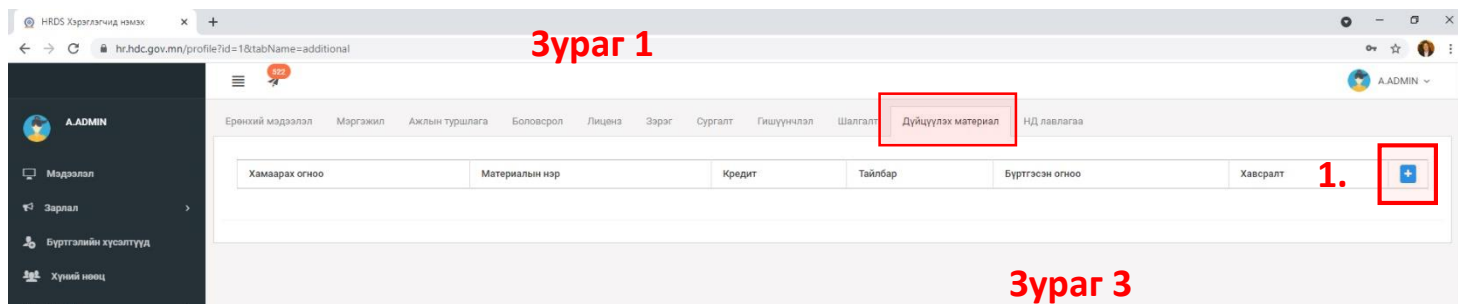 HRDS Хэрэглэгчид нэмэх
hr.hdc.gov.mn/profile?id=1&tabName=additional
Зураг 1
322
A.ADMIN
A.ADMIN
Ерөнхий мэдээлэл Мэргэжил Ажлын туршлага Боловсрол Лиценз Зэрэг Сургалт Гишүүнчлэл Шалгалт Дүйцүүлэх материал НД лавлагаа
Хамаарах огноо Материалын нэр Кредит Тайлбар Бүртгэсэн огноо Хавсралт 1.
Мэдээлэл
Зарлал
Бүртгэлийн хүсэлтүүд
Хүний нөөц
Зураг 3